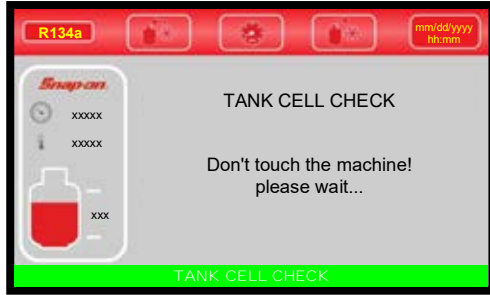 R134a
mm/dd/yyyy
hh:mm
Snap-on
xxxxx
xxxxx
xxx
TANK CELL CHECK
Don't touch the machine!
please wait...
TANK CELL CHECK